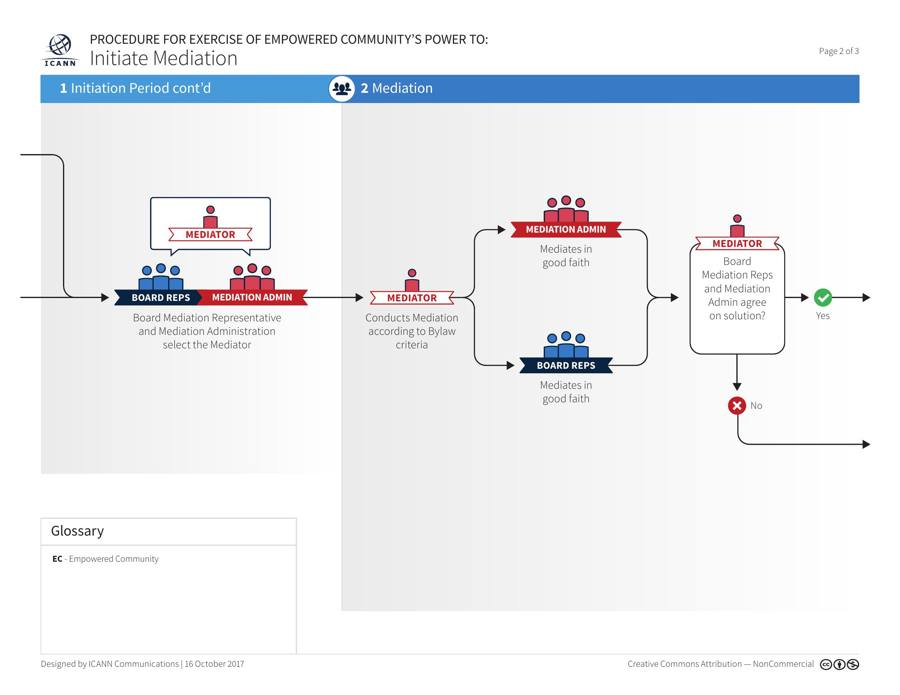 PROCEDURE FOR EXERCISE OF EMPOWERED COMMUNITY’S POWER TO:
Initiate Mediation
ICANN
Page 2 of 3
1 Initiation Period cont’d
2 Mediation
MEDIATOR
BOARD REPS
MEDIATION ADMIN
Board Mediation Representative
and Mediation Administration
select the Mediator
MEDIATOR
Conducts Mediation
according to Bylaw
criteria
MEDIATION ADMIN
Mediates in
good faith
BOARD REPS
Mediates in
good faith
MEDIATOR
Board
Mediation Reps
and Mediation
Admin agree
on solution?
Yes
No
Glossary
EC - Empowered Community
Designed by ICANN Communications | 16 October 2017
Creative Commons Attribution — NonCommercial